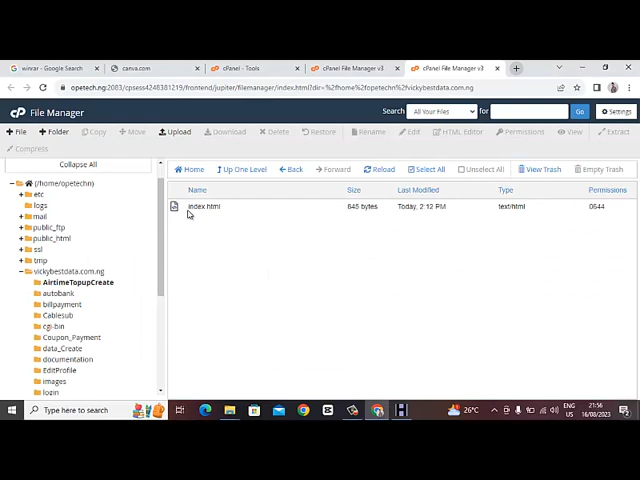 winrar - Google Search
canva.com
cPanel - Tools
cPanel File Manager v3
cPanel File Manager v3
opetech.ng:2083/cpsess4248381219/frontend/jupiter/filemanager/index.html?dir=%2fhome%2fopetechn%2fvickybestdata.com.ng
File Manager
Search All Your Files for Go Settings
File Folder Copy Move Upload Download Delete Restore Rename Edit HTML Editor Permissions View Extract
Compress
Collapse All
Home Up One Level Back Forward Reload Select All Unselect All View Trash Empty Trash
Name Size Last Modified Type Permissions
index.html 645 bytes Today, 2:12 PM text/html 0644
(/home/opetechn)
etc
logs
mail
public_ftp
public_html
ssl
tmp
vickybestdata.com.ng
AirtimeTopupCreate
autobank
billpayment
Cablesub
cgi-bin
Coupon_Payment
data_Create
documentation
EditProfile
images
login
Type here to search
26°C
ENG
US
21:56
16/08/2023